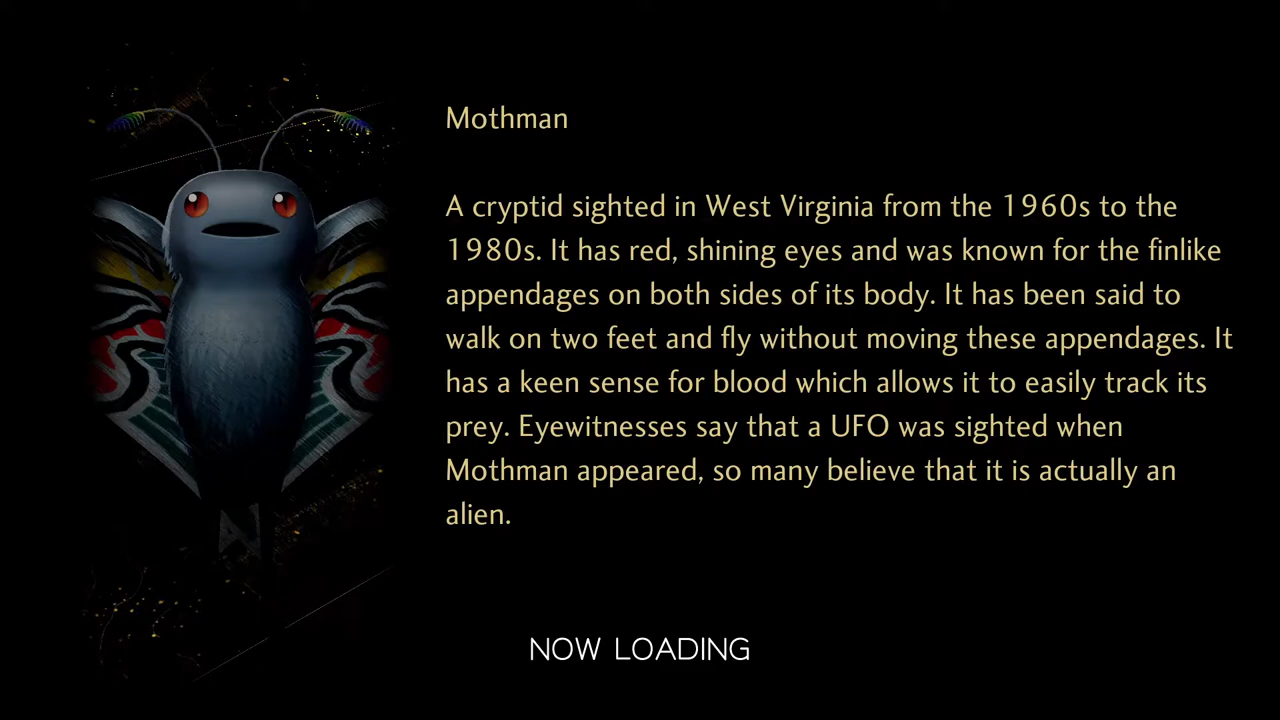 Mothman
A cryptid sighted in West Virginia from the 1960s to the
1980s. It has red, shining eyes and was known for the finlike
appendages on both sides of its body. It has been said to
walk on two feet and fly without moving these appendages. It
has a keen sense for blood which allows it to easily track its
prey. Eyewitnesses say that a UFO was sighted when
Mothman appeared, so many believe that it is actually an
alien.
NOW LOADING